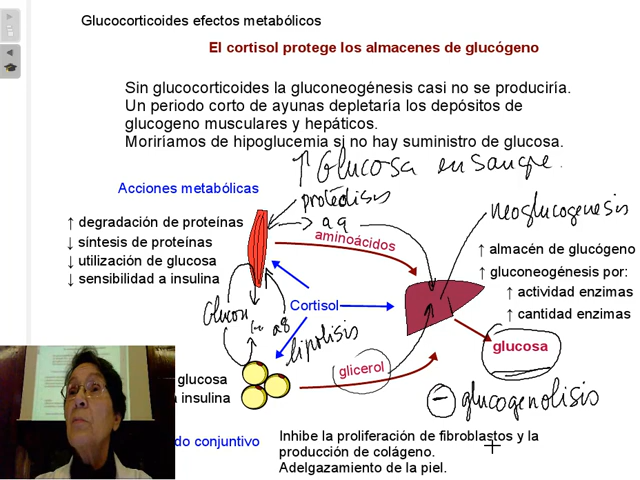 Glucocorticoides efectos metabólicos
El cortisol protege los almacenes de glucógeno
Sin glucocorticoides la gluconeogénesis casi no se produciría.
Un periodo corto de ayunas depletaría los depósitos de
glucogeno musculares y hepáticos.
Moriríamos de hipoglucemia si no hay suministro de glucosa.
↑ Glucosa en sangre.
Acciones metabólicas
proteólisis
neoglucogenesis
↑ degradación de proteínas
↓ síntesis de proteínas
↓ utilización de glucosa
↓ sensibilidad a insulina
aa
aminoácidos
↑ almacén de glucógeno
↑ gluconeogénesis por:
↑ actividad enzimas
↑ cantidad enzimas
Cortisol
lipolisis
glucosa
glicerol
glucosa
a insulina
- glucogenolisis
do conjuntivo
Inhibe la proliferación de fibroblastos y la
producción de colágeno.
Adelgazamiento de la piel.